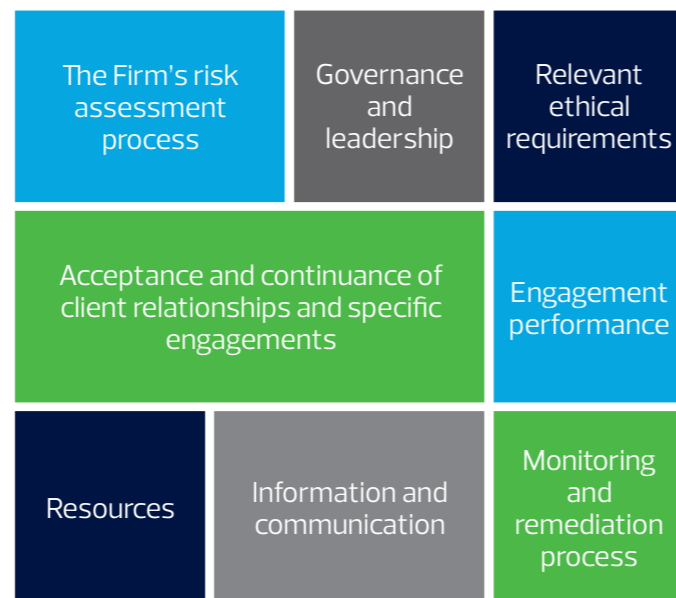 The Firm's risk
assessment
process
Governance
and
leadership
Relevant
ethical
requirements
Acceptance and continuance of
client relationships and specific
engagements
Engagement
performance
Resources
Information and
communication
Monitoring
and
remediation
process